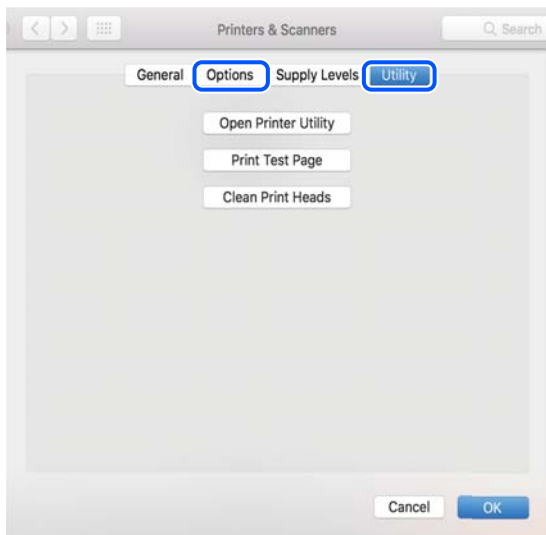 Printers & Scanners Search
General Options Supply Levels Utility
Open Printer Utility
Print Test Page
Clean Print Heads
Cancel OK